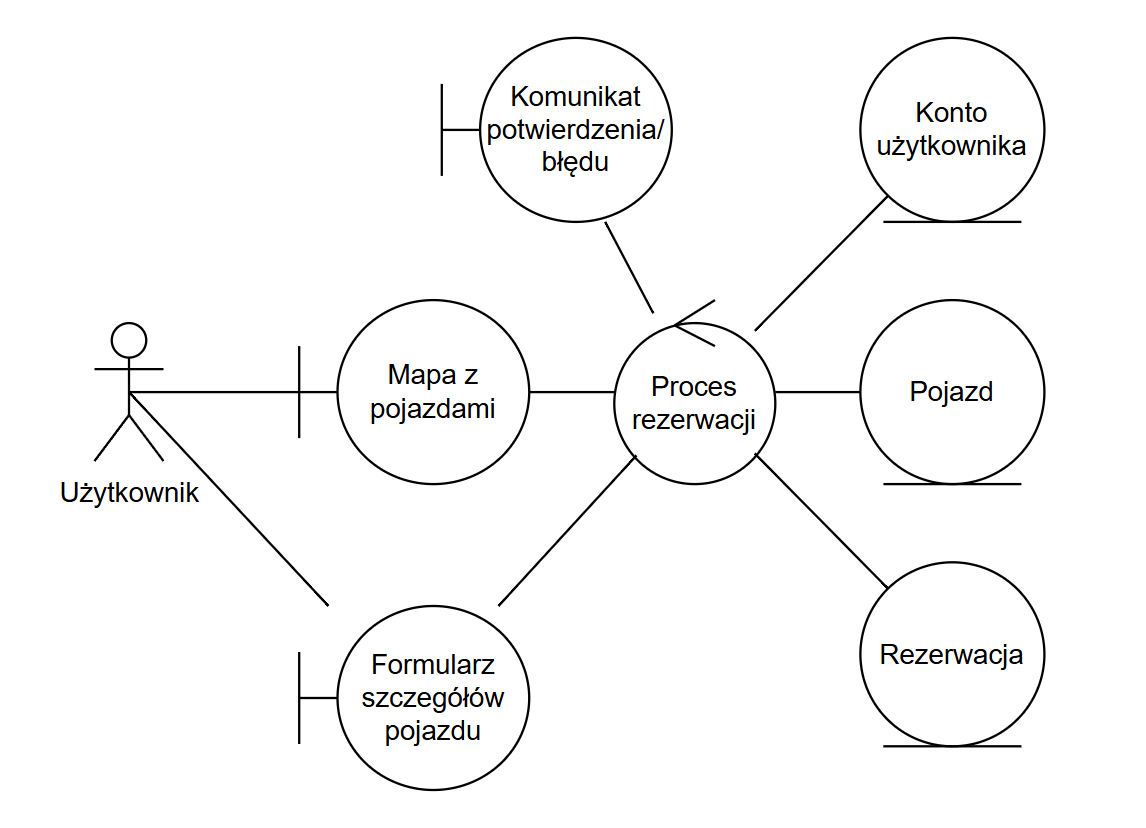 Komunikat
potwierdzenia/
błędu
Konto
użytkownika
Mapa z
pojazdami
Proces
rezerwacji
Pojazd
Użytkownik
Formularz
szczegółów
pojazdu
Rezerwacja